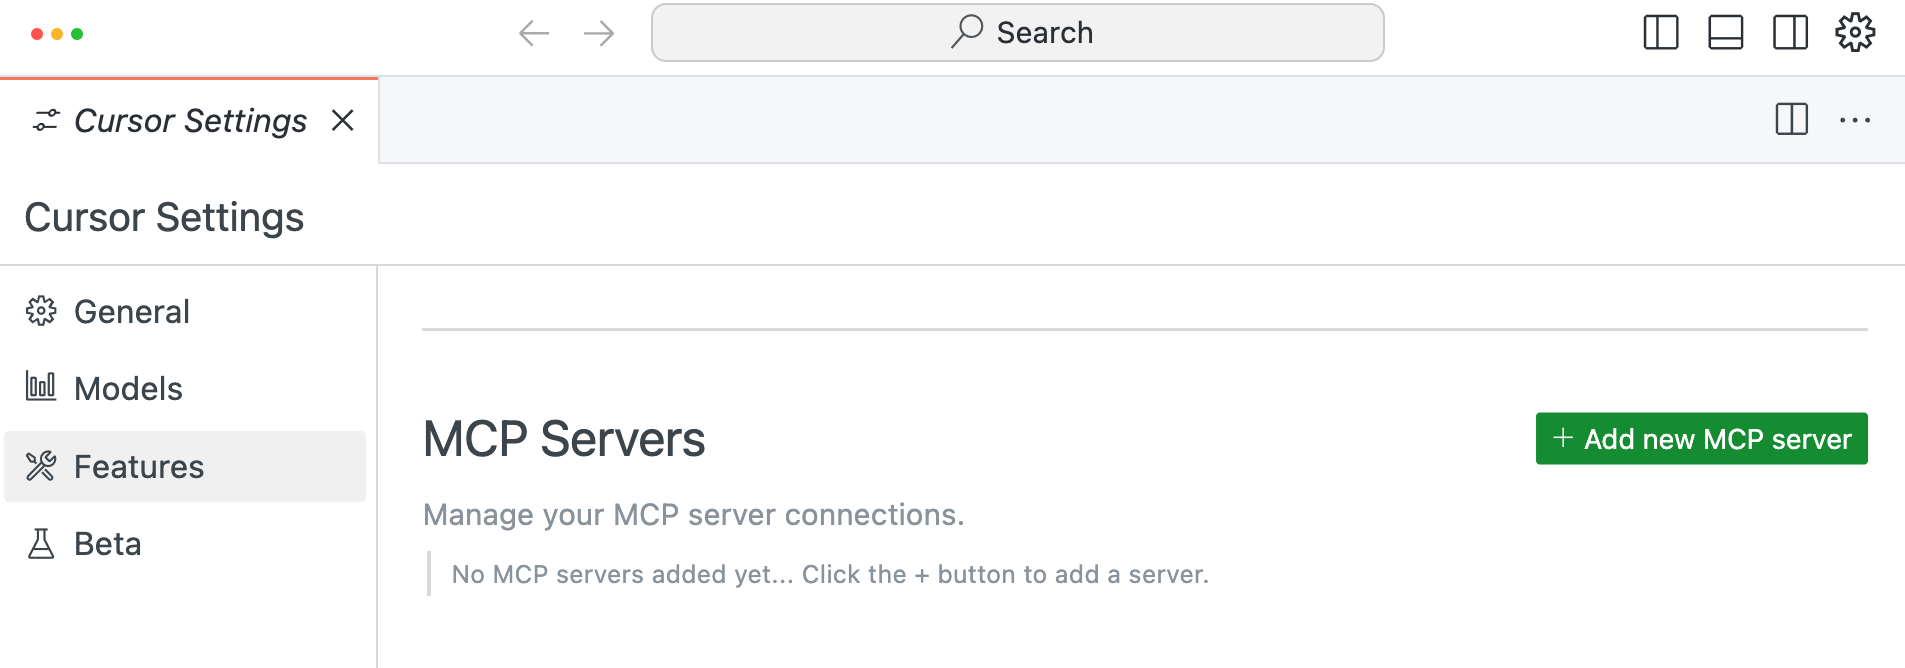 Search
Cursor Settings
Cursor Settings
General
Models
Features
Beta
MCP Servers
+ Add new MCP server
Manage your MCP server connections.
No MCP servers added yet... Click the + button to add a server.